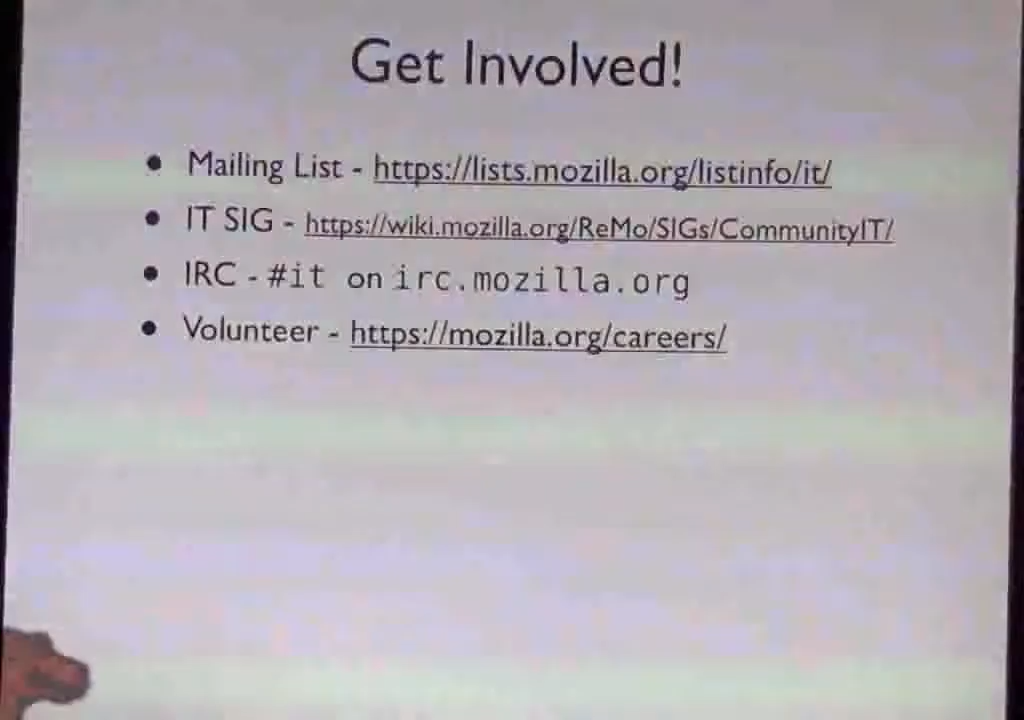 Get Involved!
• Mailing List - https://lists.mozilla.org/listinfo/it/
• IT SIG - https://wiki.mozilla.org/ReMo/SIGs/CommunityIT/
• IRC - #it on irc.mozilla.org
• Volunteer - https://mozilla.org/careers/